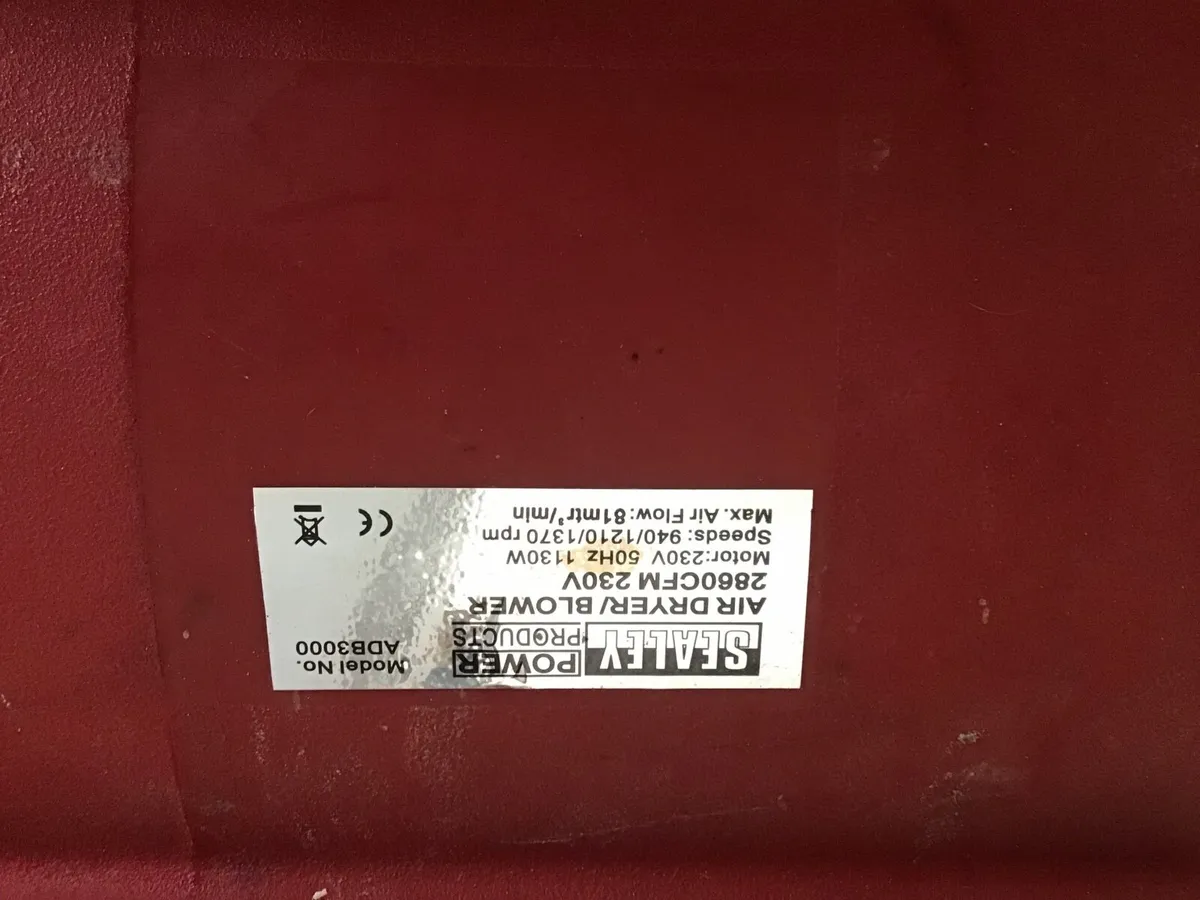 SEALEY POWER PRODUCTS
Model No.
ADB3000
AIR DRYER/BLOWER
2860CFM 230V
Motor:230V 50Hz 1130W
Speeds: 940/1210/1370 rpm
Max. Air Flow:81mtr³/min
CE